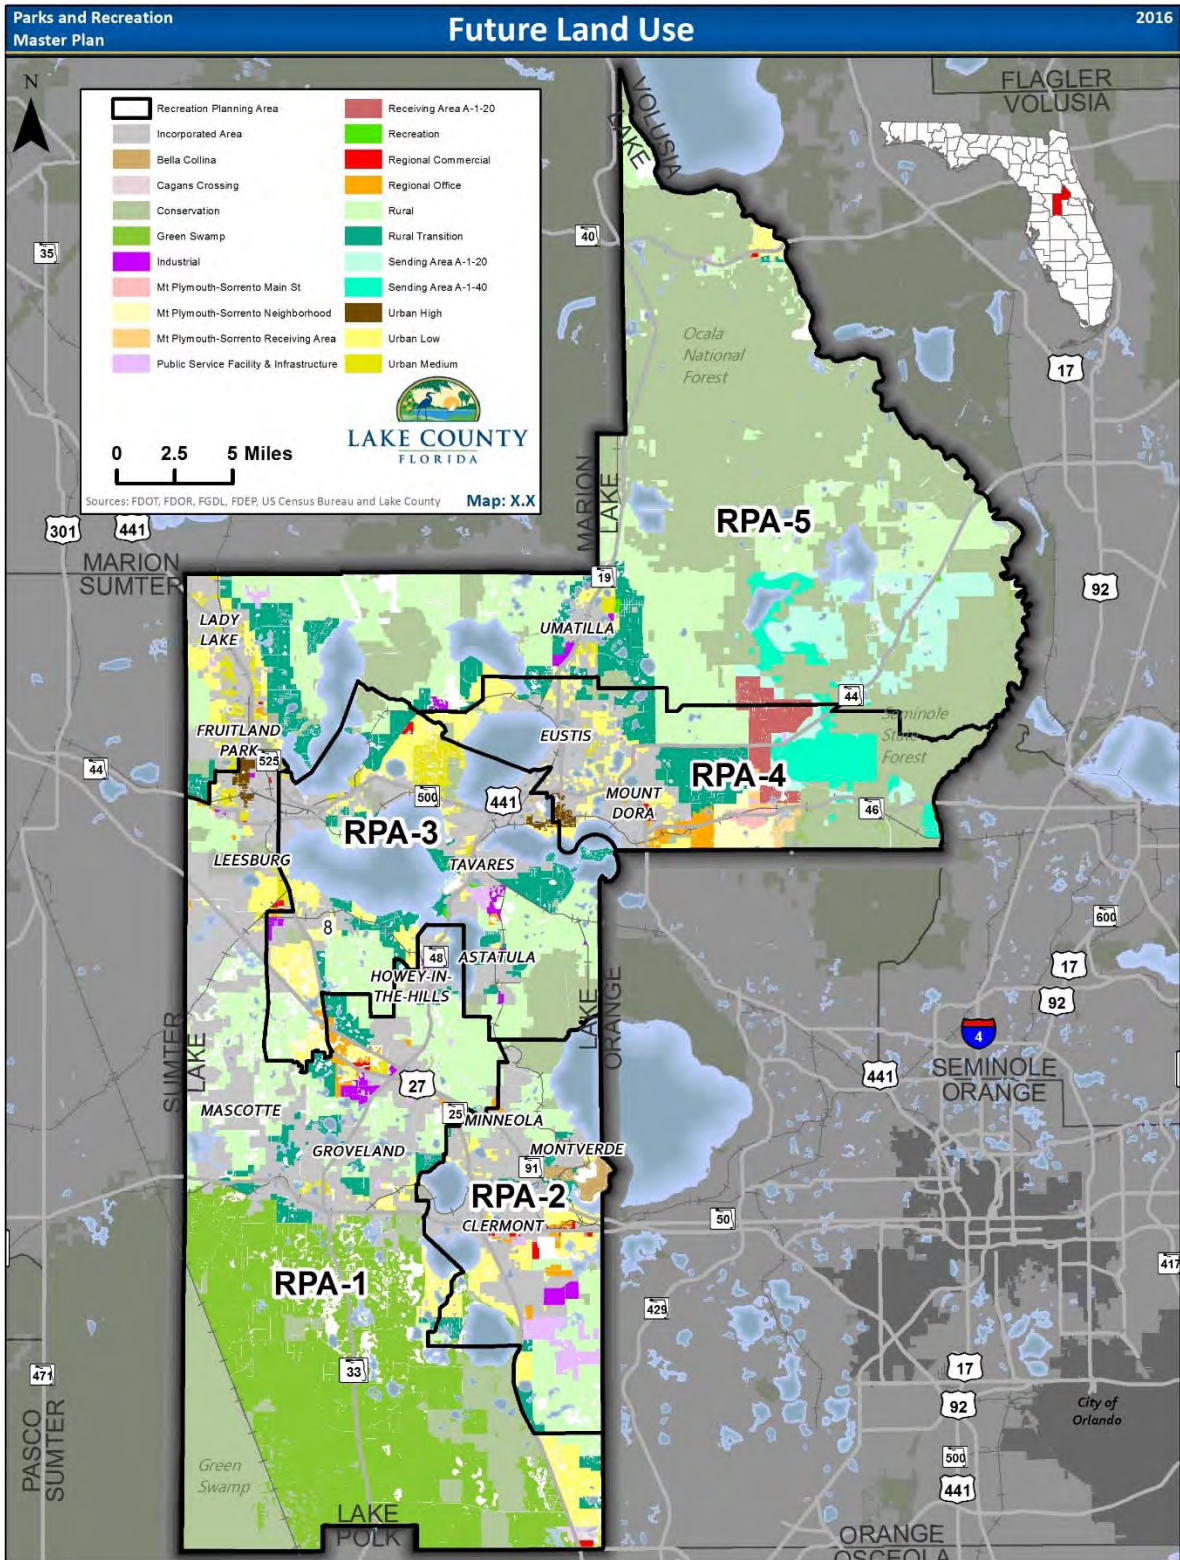 Parks and Recreation
Master Plan
Future Land Use
2016
N
Recreation Planning Area
Incorporated Area
Bella Collina
Cagans Crossing
Conservation
Green Swamp
Industrial
Mt Plymouth-Sorrento Main St
Mt Plymouth-Sorrento Neighborhood
Mt Plymouth-Sorrento Receiving Area
Public Service Facility & Infrastructure
Receiving Area A-1-20
Recreation
Regional Commercial
Regional Office
Rural
Rural Transition
Sending Area A-1-20
Sending Area A-1-40
Urban High
Urban Low
Urban Medium
LAKE COUNTY
FLORIDA
0 2.5 5 Miles
Sources: FDOT, FDOR, FGDL, FDEP, US Census Bureau and Lake County
Map: X.X
FLAGLER
VOLUSIA
VOLUSIA
LAKE
35
40
Ocala
National
Forest
17
301
441
MARION
SUMTER
MARION
LAKE
RPA-5
92
19
LADY
LAKE
UMATILLA
44
Seminole
State
Forest
FRUITLAND
PARK
525
EUSTIS
44
500
441
RPA-4
MOUNT
DORA
46
RPA-3
LEESBURG
TAVARES
8
600
48
ASTATULA
HOWEY-IN-
THE-HILLS
17
92
LAKE
ORANGE
4
SUMTER
LAKE
441
SEMINOLE
ORANGE
27
MASCOTTE
25
MINNEOLA
GROVELAND
MONTVERDE
91
RPA-2
CLERMONT
50
417
RPA-1
429
33
471
17
92
City of
Orlando
PASCO
SUMTER
Green
Swamp
500
441
LAKE
POLK
ORANGE
OSCEOLA